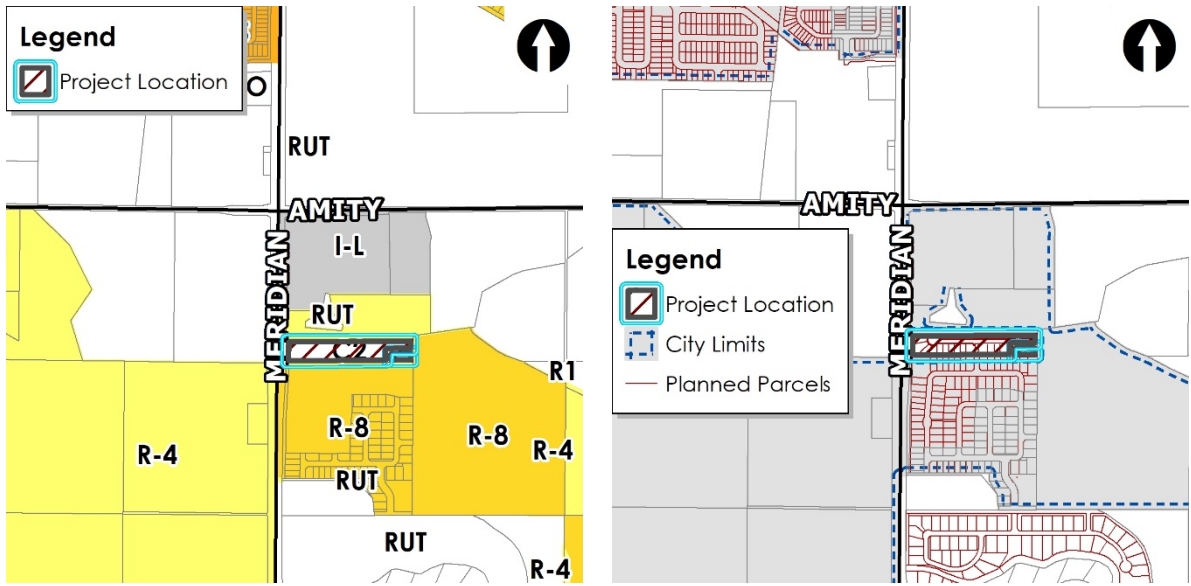 Legend
Project Location
RUT
AMITY
MERIDIAN
I-L
RUT
R1
R-8
R-8
R-4
R-4
RUT
RUT
R-4
AMITY
MERIDIAN
Legend
Project Location
City Limits
Planned Parcels